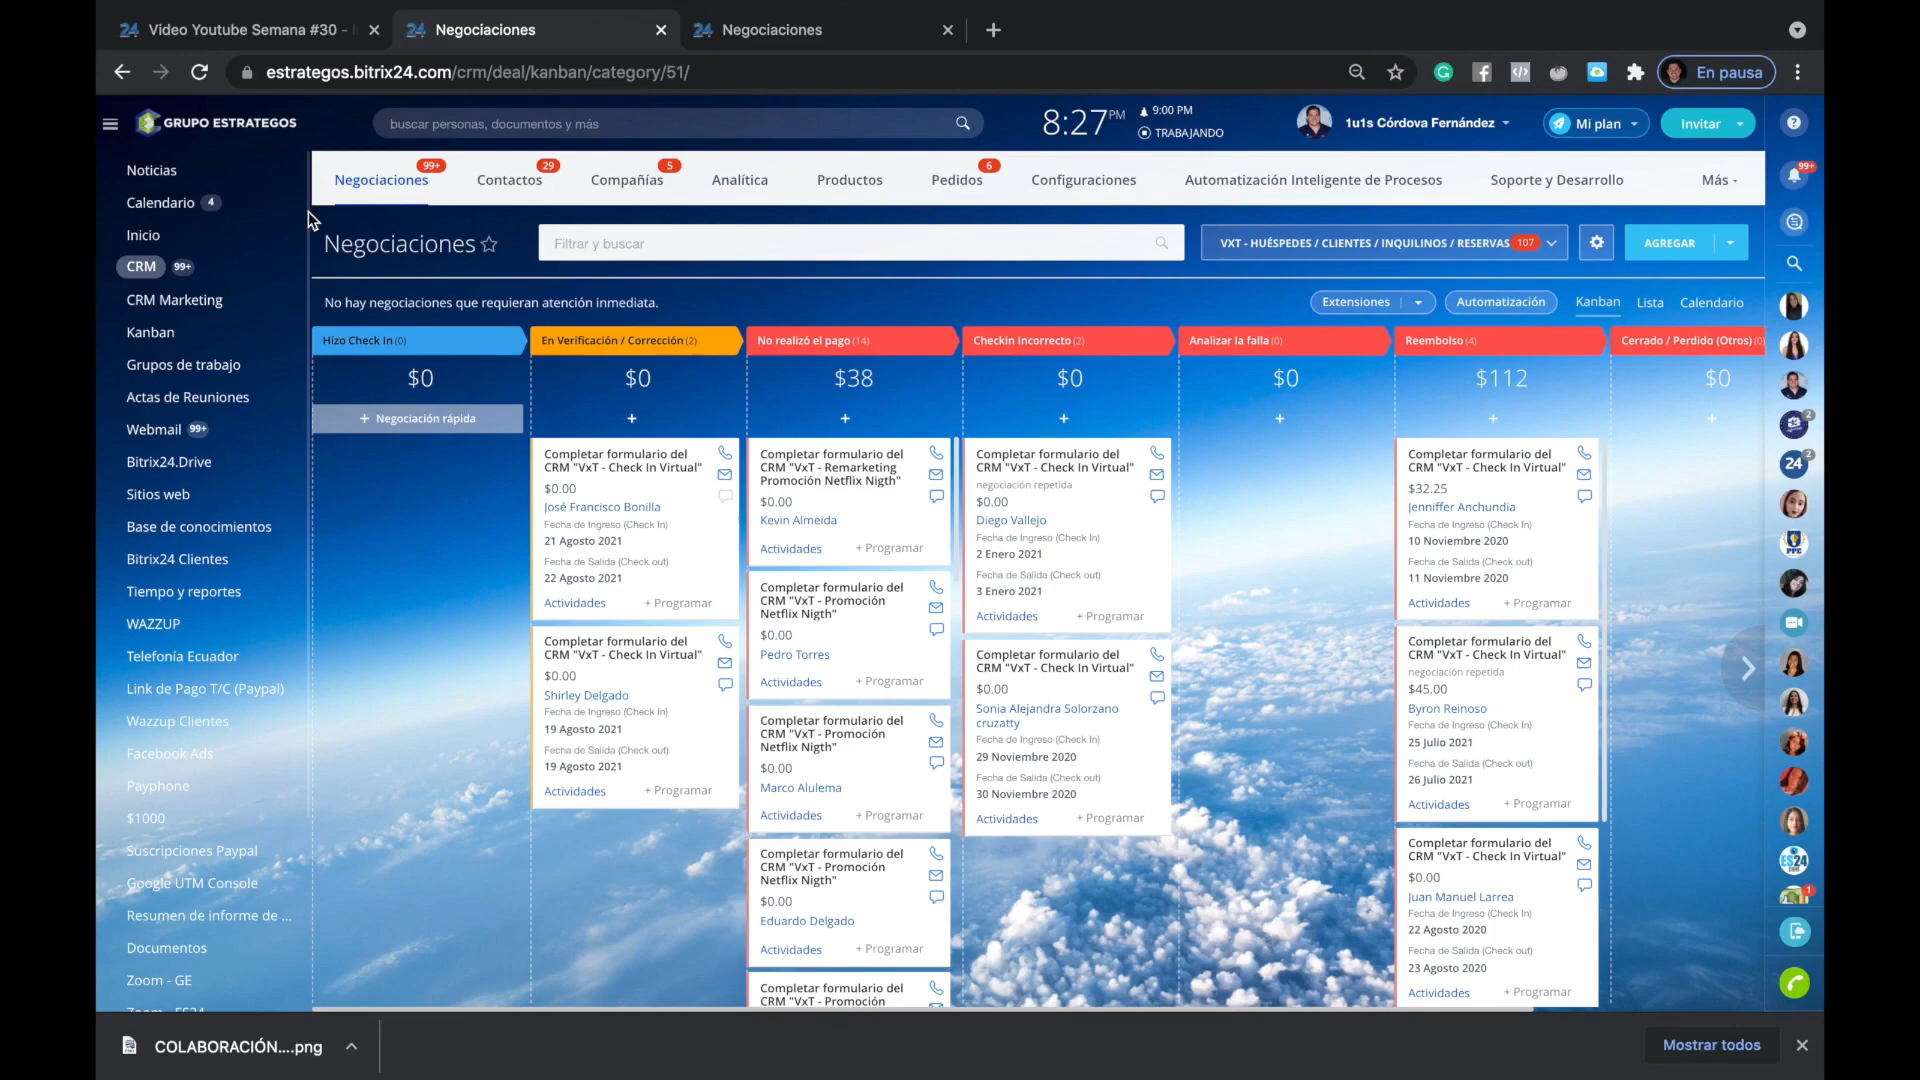 24 Video Youtube Semana #30 -
24 Negociaciones
24 Negociaciones
estrategos.bitrix24.com/crm/deal/kanban/category/51/
En pausa
GRUPO ESTRATEGOS
buscar personas, documentos y más
8:27 PM
9:00 PM
TRABAJANDO
1u1s Córdova Fernández
Mi plan
Invitar
Noticias
Calendario 4
Inicio
CRM 99+
CRM Marketing
Kanban
Grupos de trabajo
Actas de Reuniones
Webmail 99+
Bitrix24.Drive
Sitios web
Base de conocimientos
Bitrix24 Clientes
Tiempo y reportes
WAZZUP
Telefonía Ecuador
Link de Pago T/C (Paypal)
Wazzup Clientes
Facebook Ads
Payphone
$1000
Suscripciones Paypal
Google UTM Console
Resumen de informe de ...
Documentos
Zoom - GE
Zoom - ES24
Negociaciones 99+
Contactos 29
Compañías 5
Analítica
Productos
Pedidos 6
Configuraciones
Automatización Inteligente de Procesos
Soporte y Desarrollo
Más
Negociaciones
Filtrar y buscar
VXT - HUÉSPEDES / CLIENTES / INQUILINOS / RESERVAS 107
AGREGAR
No hay negociaciones que requieran atención inmediata.
Extensiones
Automatización
Kanban
Lista
Calendario
Hizo Check In (0)
$0
+ Negociación rápida
En Verificación / Corrección (2)
$0
+
Completar formulario del
CRM "VxT - Check In Virtual"
$0.00
José Francisco Bonilla
Fecha de Ingreso (Check In)
21 Agosto 2021
Fecha de Salida (Check out)
22 Agosto 2021
Actividades + Programar
Completar formulario del
CRM "VxT - Check In Virtual"
$0.00
Shirley Delgado
Fecha de Ingreso (Check In)
19 Agosto 2021
Fecha de Salida (Check out)
19 Agosto 2021
Actividades + Programar
No realizó el pago (14)
$38
+
Completar formulario del
CRM "VxT - Remarketing
Promoción Netflix Nigth"
$0.00
Kevin Almeida
Actividades + Programar
Completar formulario del
CRM "VxT - Promoción
Netflix Nigth"
$0.00
Pedro Torres
Actividades + Programar
Completar formulario del
CRM "VxT - Promoción
Netflix Nigth"
$0.00
Marco Alulema
Actividades + Programar
Completar formulario del
CRM "VxT - Promoción
Netflix Nigth"
$0.00
Eduardo Delgado
Actividades + Programar
Completar formulario del
CRM "VxT - Promoción
Checkin Incorrecto (2)
$0
+
Completar formulario del
CRM "VxT - Check In Virtual"
negociación repetida
$0.00
Diego Vallejo
Fecha de Ingreso (Check In)
2 Enero 2021
Fecha de Salida (Check out)
3 Enero 2021
Actividades + Programar
Completar formulario del
CRM "VxT - Check In Virtual"
$0.00
Sonia Alejandra Solorzano
cruzatty
Fecha de Ingreso (Check In)
29 Noviembre 2020
Fecha de Salida (Check out)
30 Noviembre 2020
Actividades + Programar
Analizar la falla (0)
$0
+
Reembolso (4)
$112
+
Completar formulario del
CRM "VxT - Check In Virtual"
$32.25
Jenniffer Anchundia
Fecha de Ingreso (Check In)
10 Noviembre 2020
Fecha de Salida (Check out)
11 Noviembre 2020
Actividades + Programar
Completar formulario del
CRM "VxT - Check In Virtual"
negociación repetida
$45.00
Byron Reinoso
Fecha de Ingreso (Check In)
25 Julio 2021
Fecha de Salida (Check out)
26 Julio 2021
Actividades + Programar
Completar formulario del
CRM "VxT - Check In Virtual"
$0.00
Juan Manuel Larrea
Fecha de Ingreso (Check In)
22 Agosto 2020
Fecha de Salida (Check out)
23 Agosto 2020
Actividades + Programar
Cerrado / Perdido (Otros) (0)
$0
+
99+
2
24 2
PPE
ES24
1
COLABORACIÓN....png
Mostrar todos